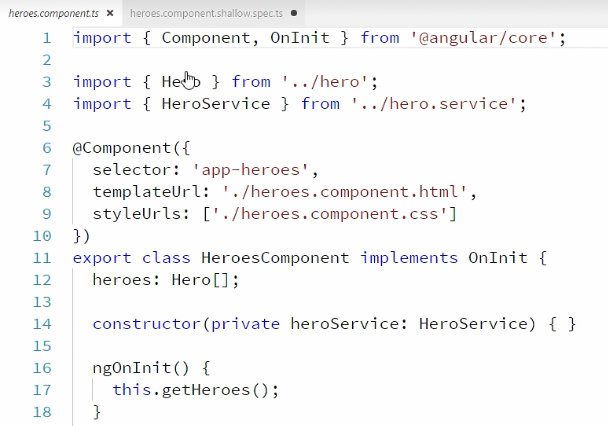 heroes.component.ts × heroes.component.shallow.spec.ts ●
1 import { Component, OnInit } from '@angular/core';
2
3 import { Hero } from '../hero';
4 import { HeroService } from '../hero.service';
5
6 @Component({
7 selector: 'app-heroes',
8 templateUrl: './heroes.component.html',
9 styleUrls: ['./heroes.component.css']
10 })
11 export class HeroesComponent implements OnInit {
12 heroes: Hero[];
13
14 constructor(private heroService: HeroService) { }
15
16 ngOnInit() {
17 this.getHeroes();
18 }